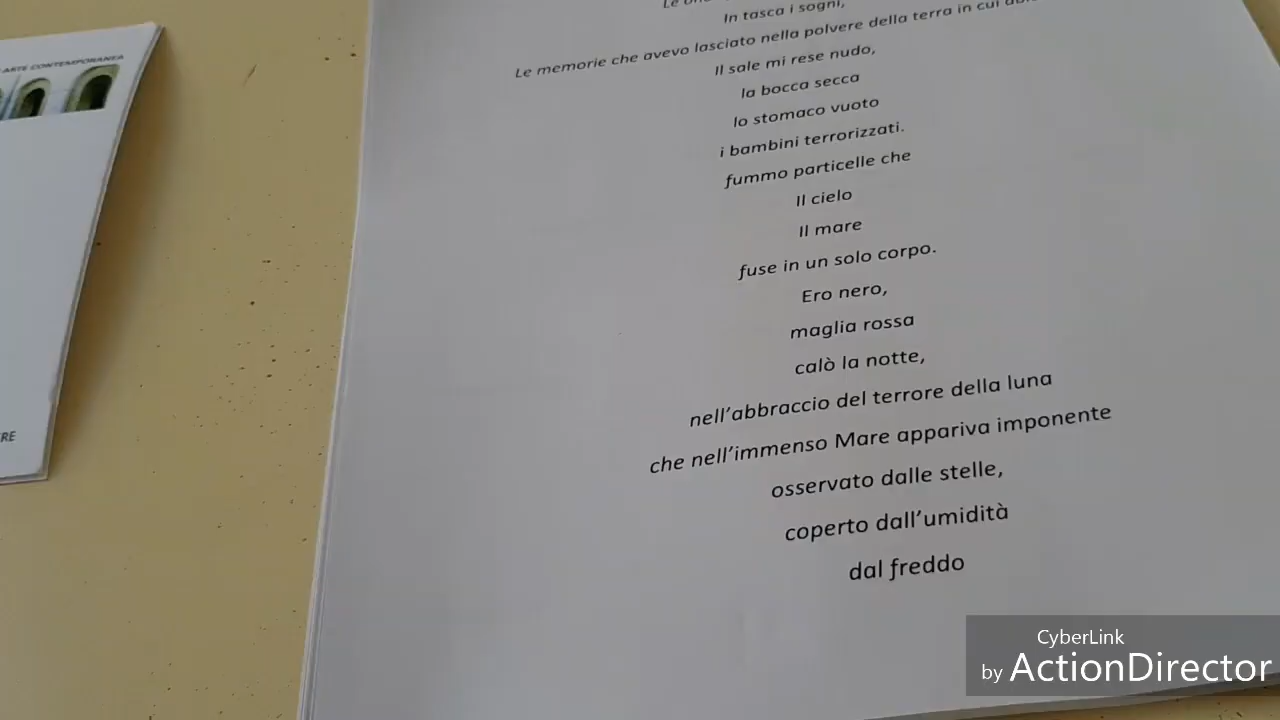 Le
In tasca i sogni,
Le memorie che avevo lasciato nella polvere della terra in cui
Il sale mi rese nudo,
la bocca secca
lo stomaco vuoto
i bambini terrorizzati.
fummo particelle che
Il cielo
Il mare
fuse in un solo corpo.
Ero nero,
maglia rossa
calò la notte,
nell'abbraccio del terrore della luna
che nell'immenso Mare appariva imponente
osservato dalle stelle,
coperto dall'umidità
dal freddo
ARTE CONTEMPORANEA
CyberLink
by ActionDirector